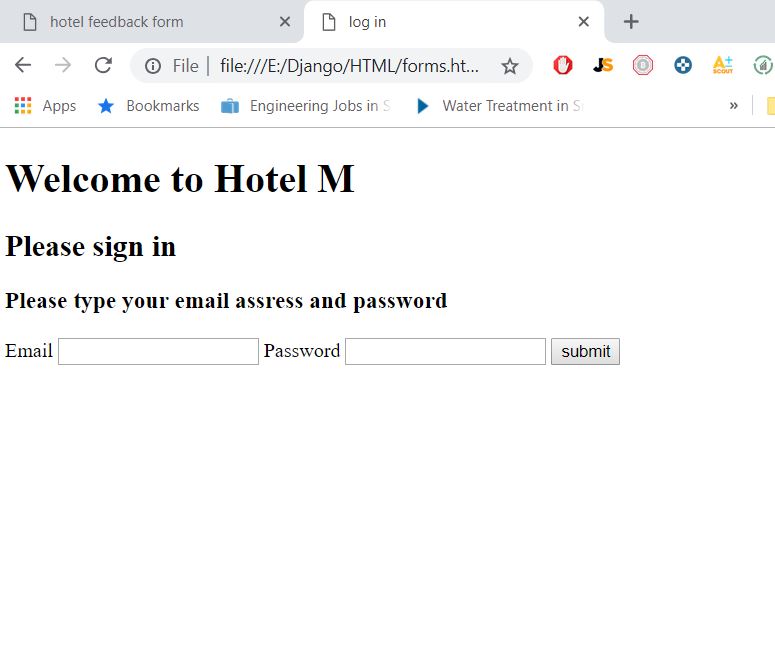 hotel feedback form
log in
File | file:///E:/Django/HTML/forms.ht...
JS
A+
SCOUT
Apps Bookmarks Engineering Jobs in S Water Treatment in S »
Welcome to Hotel M
Please sign in
Please type your email assress and password
Email Password submit